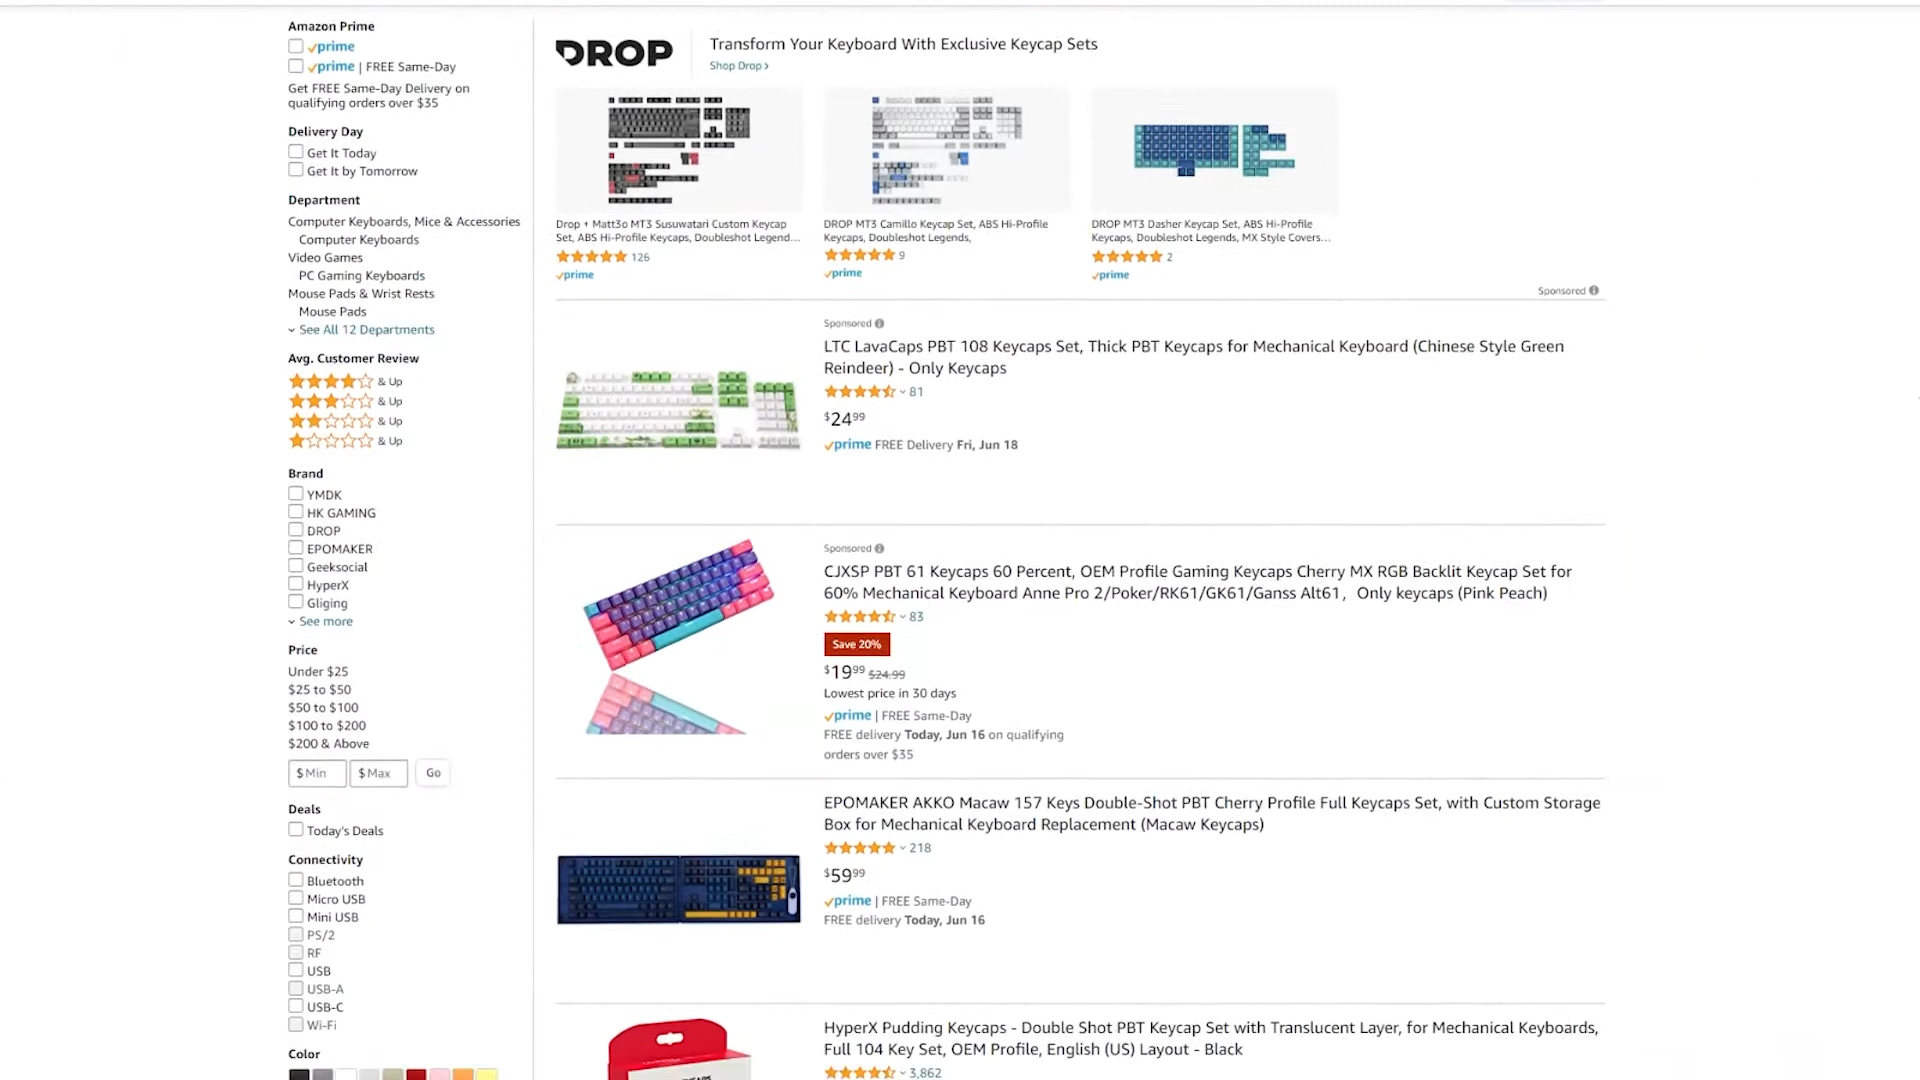 Amazon Prime
prime
prime | FREE Same-Day
Get FREE Same-Day Delivery on
qualifying orders over $35
Delivery Day
Get It Today
Get It by Tomorrow
Department
Computer Keyboards, Mice & Accessories
Computer Keyboards
Video Games
PC Gaming Keyboards
Mouse Pads & Wrist Rests
Mouse Pads
See All 12 Departments
Avg. Customer Review
& Up
& Up
& Up
& Up
Brand
YMDK
HK GAMING
DROP
EPOMAKER
Geeksocial
HyperX
Gliging
See more
Price
Under $25
$25 to $50
$50 to $100
$100 to $200
$200 & Above
$ Min $ Max Go
Deals
Today's Deals
Connectivity
Bluetooth
Micro USB
Mini USB
PS/2
RF
USB
USB-A
USB-C
Wi-Fi
Color
DROP
Transform Your Keyboard With Exclusive Keycap Sets
Shop Drop ›
Drop + Matt3o MT3 Susuwatari Custom Keycap
Set, ABS Hi-Profile Keycaps, Doubleshot Legend...
126
prime
DROP MT3 Camillo Keycap Set, ABS Hi-Profile
Keycaps, Doubleshot Legends,
9
prime
DROP MT3 Dasher Keycap Set, ABS Hi-Profile
Keycaps, Doubleshot Legends, MX Style Covers...
2
prime
Sponsored
Sponsored
LTC LavaCaps PBT 108 Keycaps Set, Thick PBT Keycaps for Mechanical Keyboard (Chinese Style Green
Reindeer) - Only Keycaps
81
$24.99
prime FREE Delivery Fri, Jun 18
Sponsored
CJXSP PBT 61 Keycaps 60 Percent, OEM Profile Gaming Keycaps Cherry MX RGB Backlit Keycap Set for
60% Mechanical Keyboard Anne Pro 2/Poker/RK61/GK61/Ganss Alt61，Only keycaps (Pink Peach)
83
Save 20%
$19.99 $24.99
Lowest price in 30 days
prime | FREE Same-Day
FREE delivery Today, Jun 16 on qualifying
orders over $35
EPOMAKER AKKO Macaw 157 Keys Double-Shot PBT Cherry Profile Full Keycaps Set, with Custom Storage
Box for Mechanical Keyboard Replacement (Macaw Keycaps)
218
$59.99
prime | FREE Same-Day
FREE delivery Today, Jun 16
HyperX Pudding Keycaps - Double Shot PBT Keycap Set with Translucent Layer, for Mechanical Keyboards,
Full 104 Key Set, OEM Profile, English (US) Layout - Black
3,862